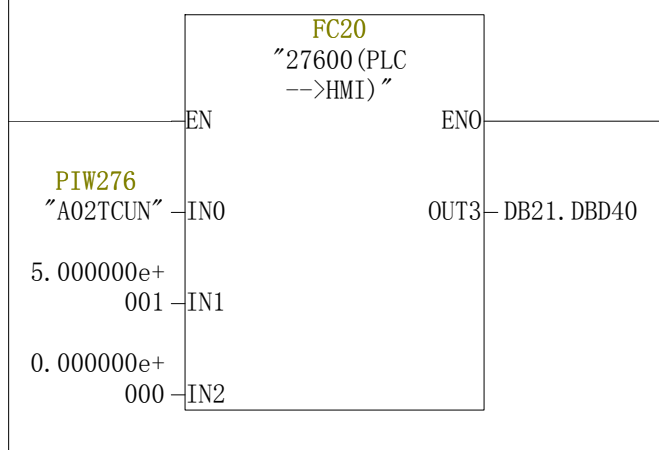 FC20
"27600(PLC
-->HMI)"
EN
ENO
PIW276
"A02TCUN"
IN0
OUT3
DB21.DBD40
5.000000e+
001
IN1
0.000000e+
000
IN2